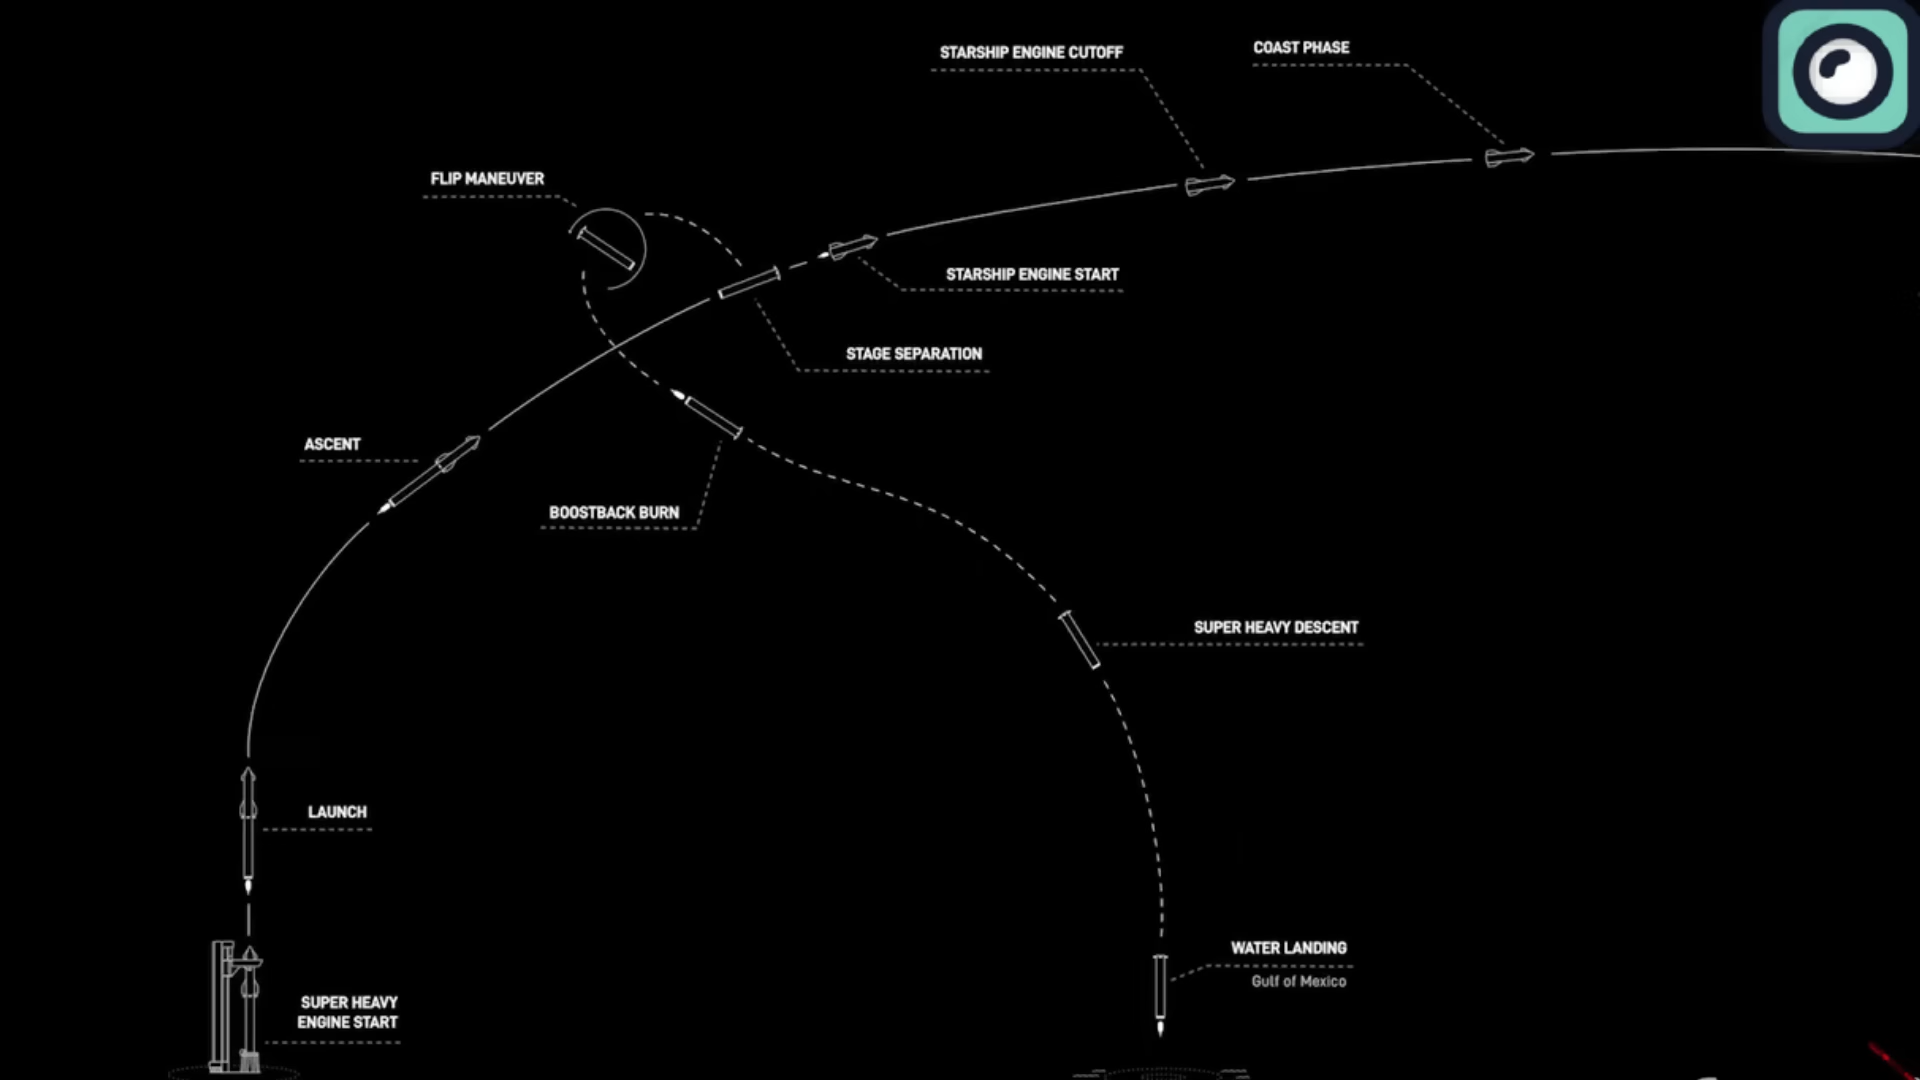 STARSHIP ENGINE CUTOFF
COAST PHASE
FLIP MANEUVER
STARSHIP ENGINE START
STAGE SEPARATION
ASCENT
BOOSTBACK BURN
SUPER HEAVY DESCENT
LAUNCH
WATER LANDING
Gulf of Mexico
SUPER HEAVY
ENGINE START